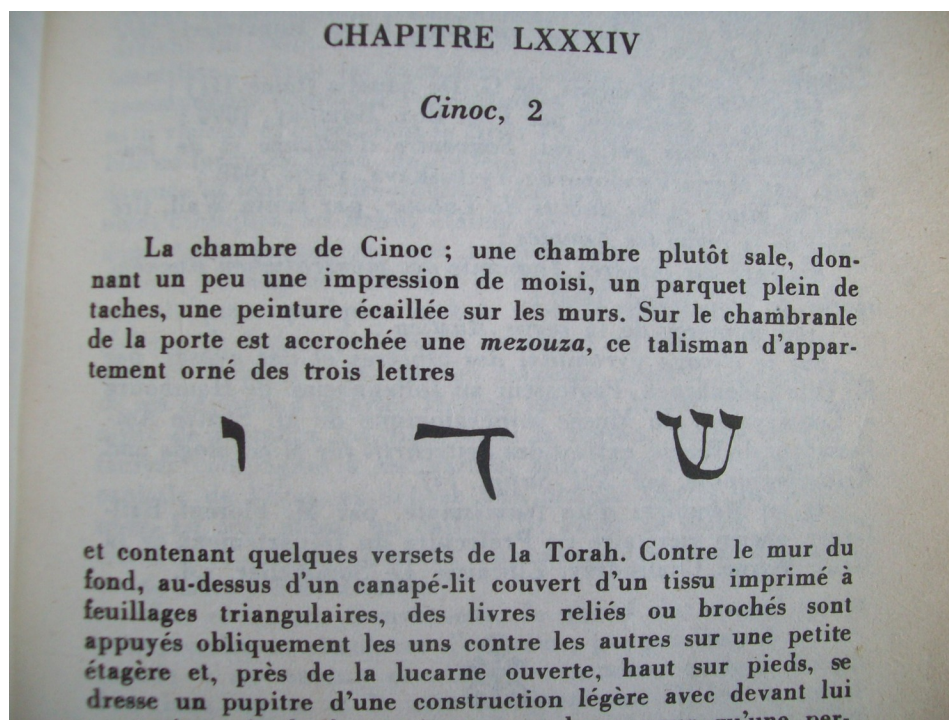 CHAPITRE LXXXIV
Cinoc, 2
La chambre de Cinoc ; une chambre plutôt sale, don-
nant un peu une impression de moisi, un parquet plein de
taches, une peinture écaillée sur les murs. Sur le chambranle
de la porte est accrochée une mezouza, ce talisman d'appar-
tement orné des trois lettres
ש ד י
et contenant quelques versets de la Torah. Contre le mur du
fond, au-dessus d'un canapé-lit couvert d'un tissu imprimé à
feuillages triangulaires, des livres reliés ou brochés sont
appuyés obliquement les uns contre les autres sur une petite
étagère et, près de la lucarne ouverte, haut sur pieds, se
dresse un pupitre d'une construction légère avec devant lui
qu'une per-